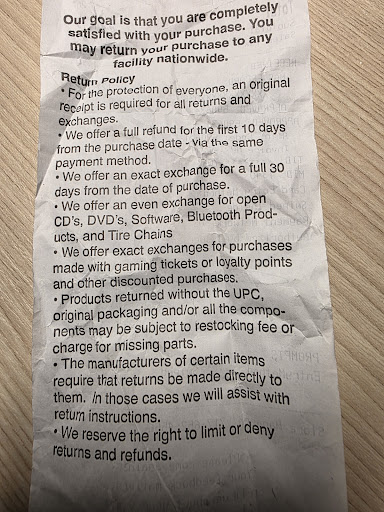 Our goal is that you are completely
satisfied with your purchase. You
may return your purchase to any
facility nationwide.
Return Policy
• For the protection of everyone, an original
receipt is required for all returns and
exchanges.
• We offer a full refund for the first 10 days
from the purchase date - Via the same
payment method.
• We offer an exact exchange for a full 30
days from the date of purchase.
• We offer an even exchange for open
CD's, DVD's, Software, Bluetooth Prod-
ucts, and Tire Chains
• We offer exact exchanges for purchases
made with gaming tickets or loyalty points
and other discounted purchases.
• Products returned without the UPC,
original packaging and/or all the compo-
nents may be subject to restocking fee or
charge for missing parts.
• The manufacturers of certain items
require that returns be made directly to
them. In those cases we will assist with
return instructions.
• We reserve the right to limit or deny
returns and refunds.